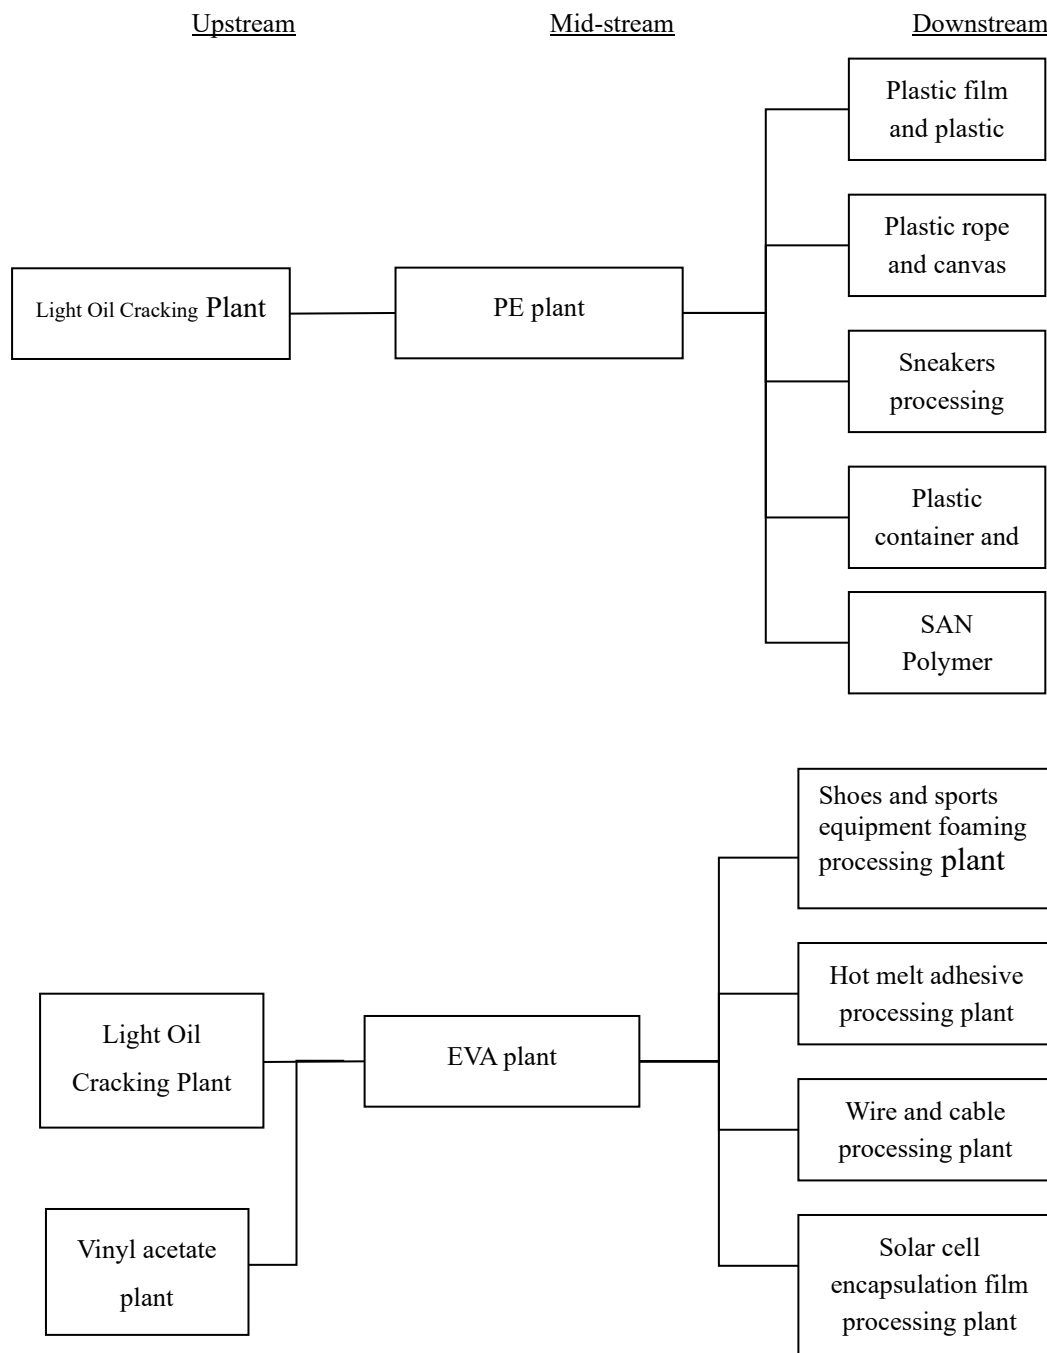 Upstream Mid-stream Downstream
Plastic film
and plastic
Plastic rope
and canvas
Light Oil Cracking Plant
PE plant
Sneakers
processing
Plastic
container and
SAN
Polymer
Shoes and sports
equipment foaming
processing plant
Hot melt adhesive
processing plant
Light Oil
Cracking Plant
EVA plant
Wire and cable
processing plant
Vinyl acetate
plant
Solar cell
encapsulation film
processing plant